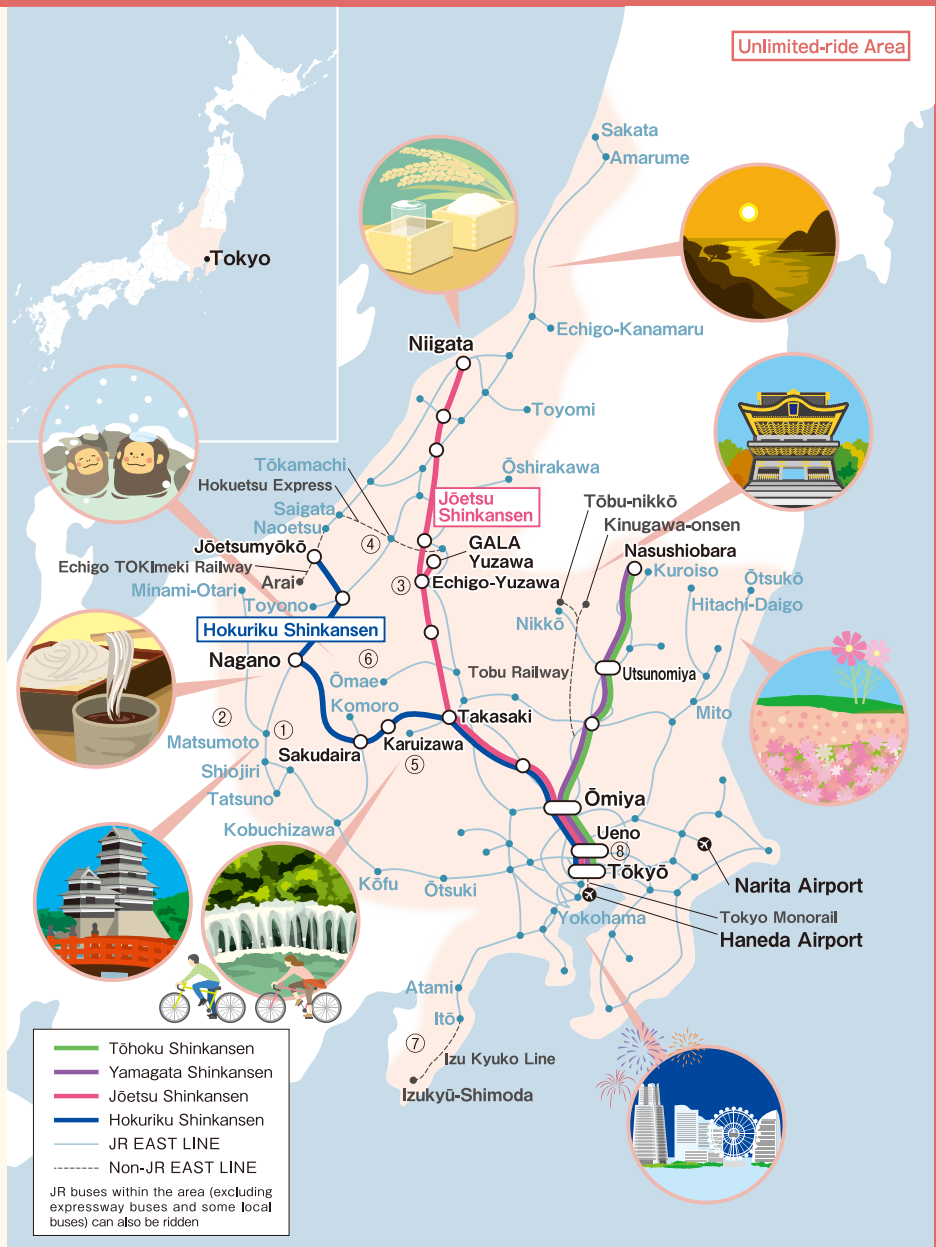 Unlimited-ride Area
Tokyo
Sakata
Amarume
Echigo-Kanamaru
Niigata
Toyomi
Tōkamachi
Hokuetsu Express
Ōshirakawa
Jōetsu
Shinkansen
Saigata
Naoetsu
④
Tōbu-nikkō
Kinugawa-onsen
Jōetsumyōkō
GALA
Yuzawa
Nasushiobara
Echigo TOKImeki Railway
Arai
③
Echigo-Yuzawa
Kuroiso
Ōtsukō
Minami-Otari
Toyono
Nikkō
Hitachi-Daigo
Hokuriku Shinkansen
Nagano
⑥
Ōmae
Tobu Railway
Utsunomiya
Komoro
②
Takasaki
Mito
Matsumoto
①
Sakudaira
Karuizawa
⑤
Shiojiri
Tatsuno
Ōmiya
Kobuchizawa
Ueno
⑧
Tōkyō
Kōfu
Ōtsuki
Narita Airport
Yokohama
Tokyo Monorail
Haneda Airport
Atami
Itō
⑦
Izu Kyuko Line
Izukyū-Shimoda
Tōhoku Shinkansen
Yamagata Shinkansen
Jōetsu Shinkansen
Hokuriku Shinkansen
JR EAST LINE
Non-JR EAST LINE
JR buses within the area (excluding
expressway buses and some local
buses) can also be ridden